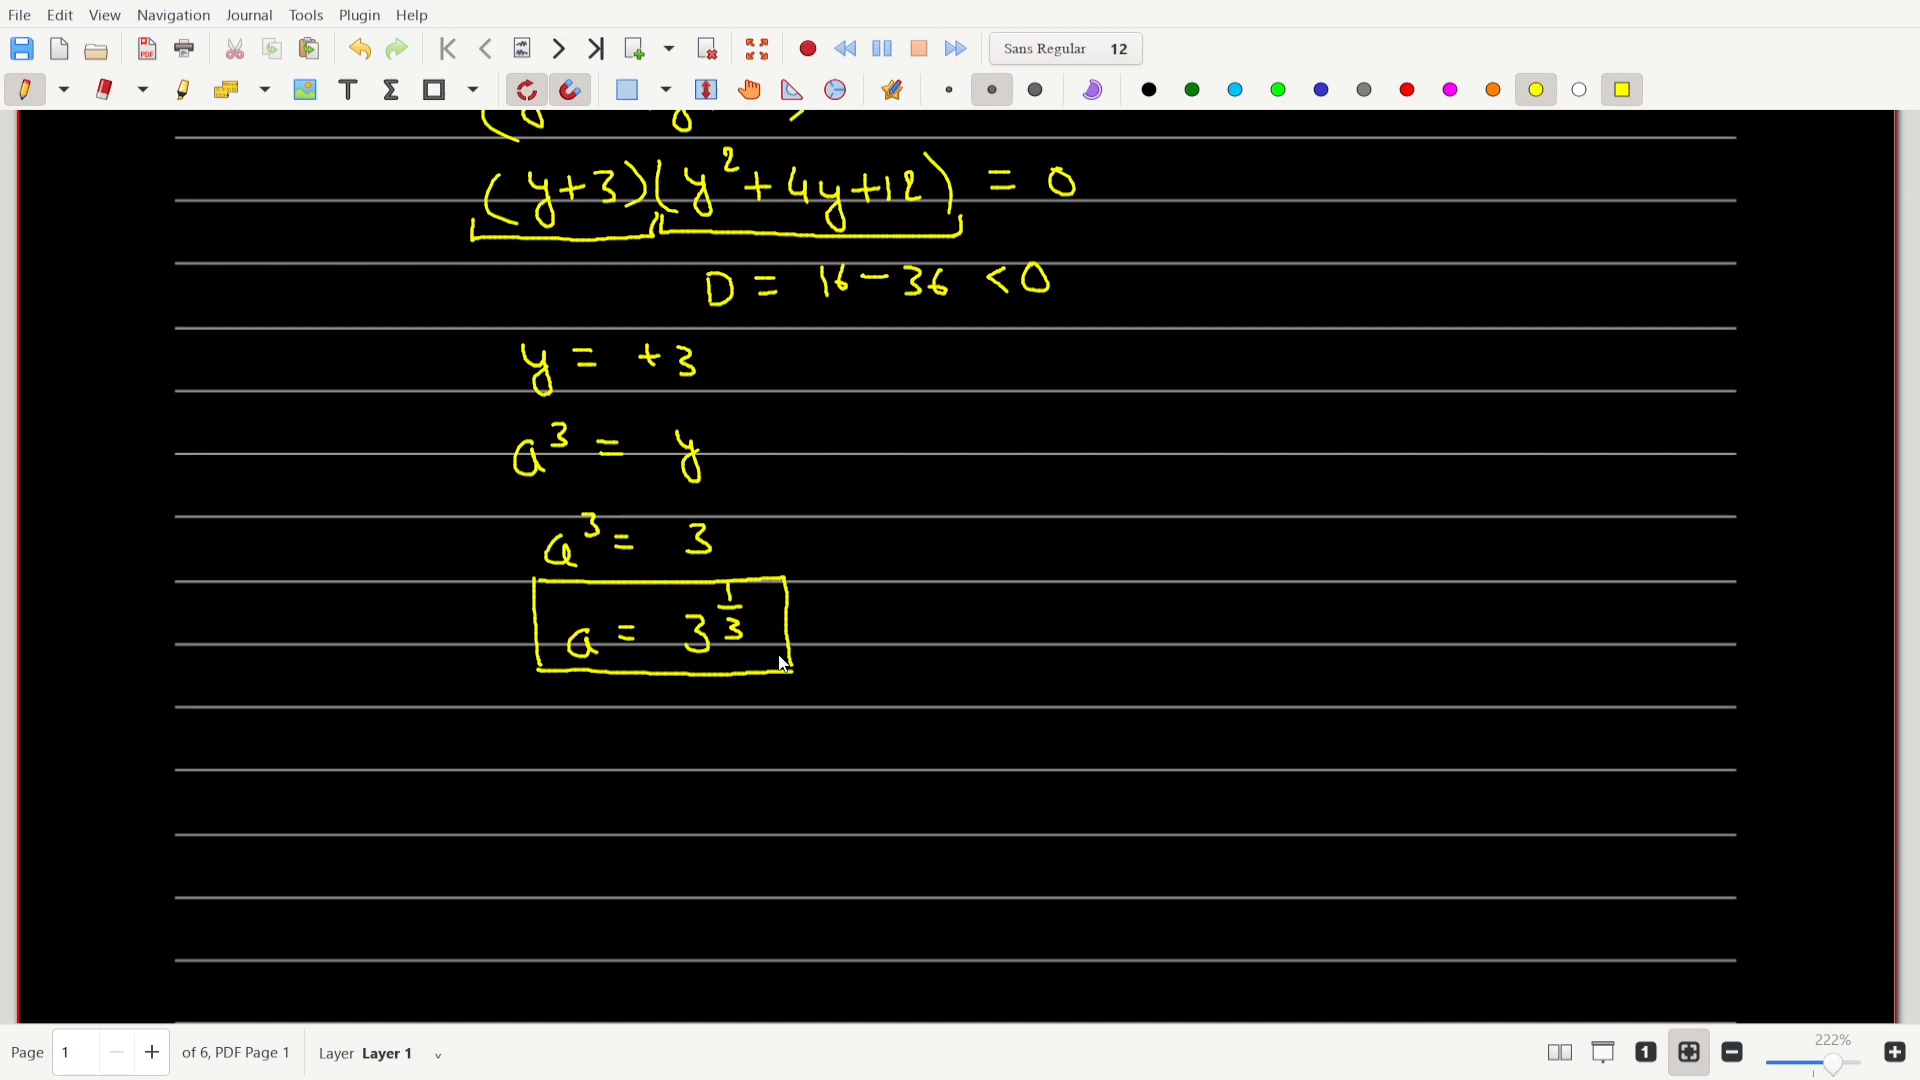 File Edit View Navigation Journal Tools Plugin Help
Sans Regular 12
(y+3)(y²+4y+12) = 0
D = 16-36 <0
y = +3
a³ = y
a³ = 3
a = 3^(1/3)
Page 1 of 6, PDF Page 1 Layer Layer 1 222%